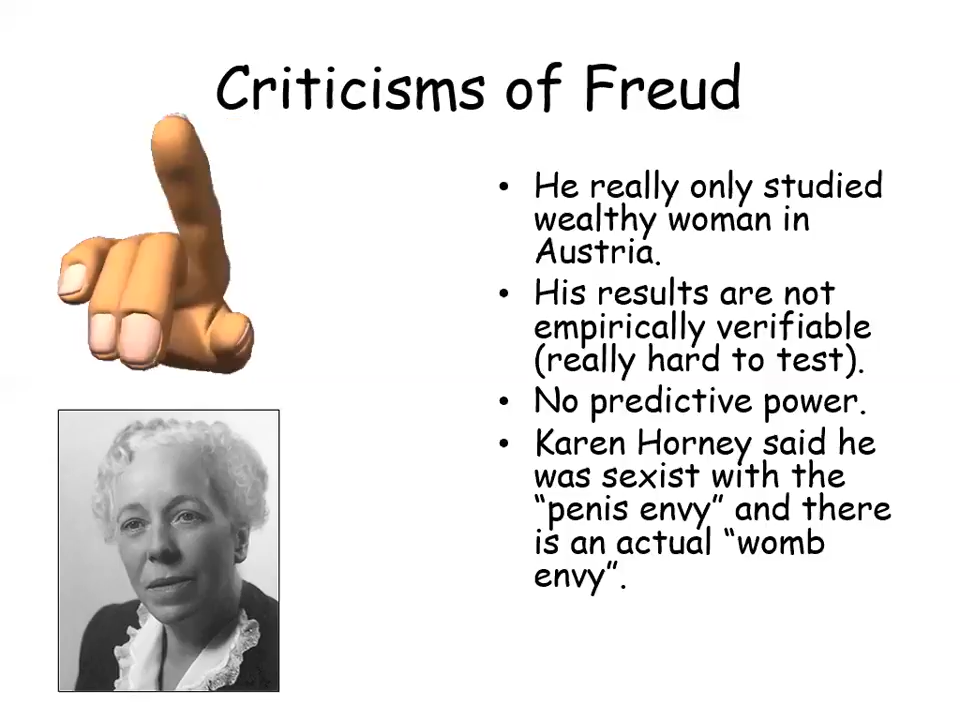 Criticisms of Freud
• He really only studied
wealthy woman in
Austria.
• His results are not
empirically verifiable
(really hard to test).
• No predictive power.
• Karen Horney said he
was sexist with the
“penis envy” and there
is an actual “womb
envy”.